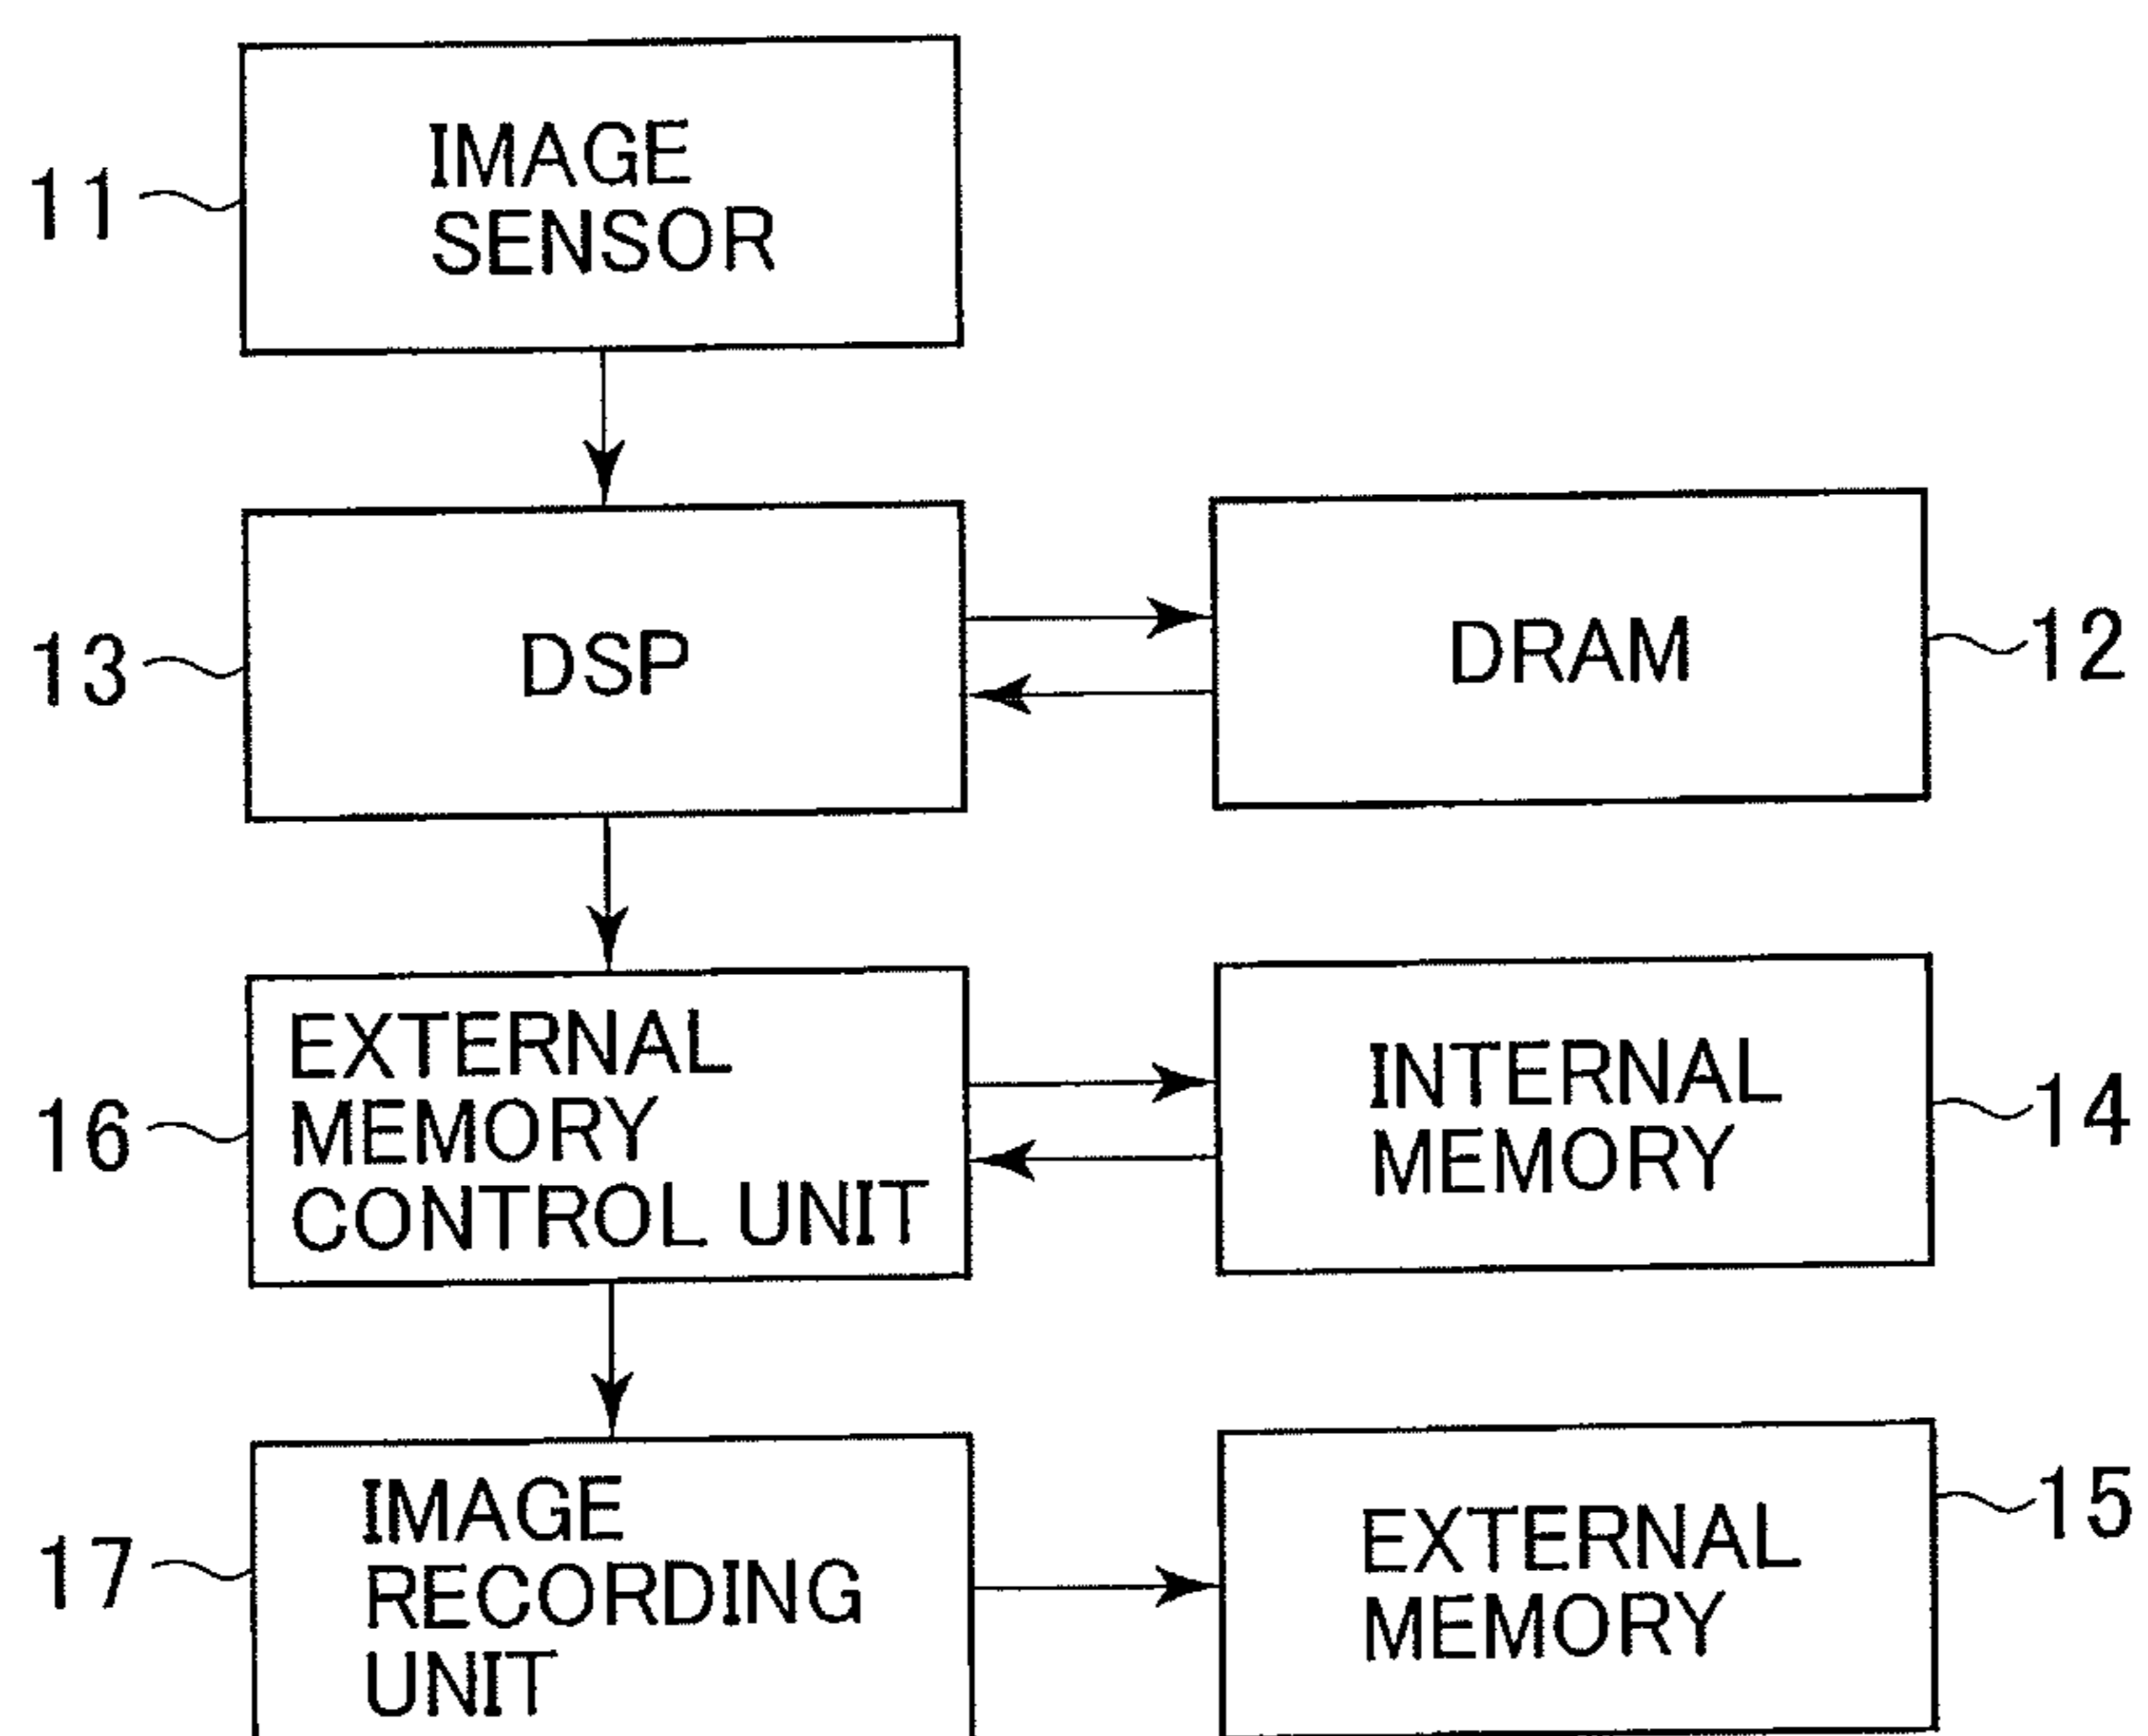 11
IMAGE
SENSOR
13
DSP
DRAM
12
16
EXTERNAL
MEMORY
CONTROL UNIT
INTERNAL
MEMORY
14
17
IMAGE
RECORDING
UNIT
EXTERNAL
MEMORY
15